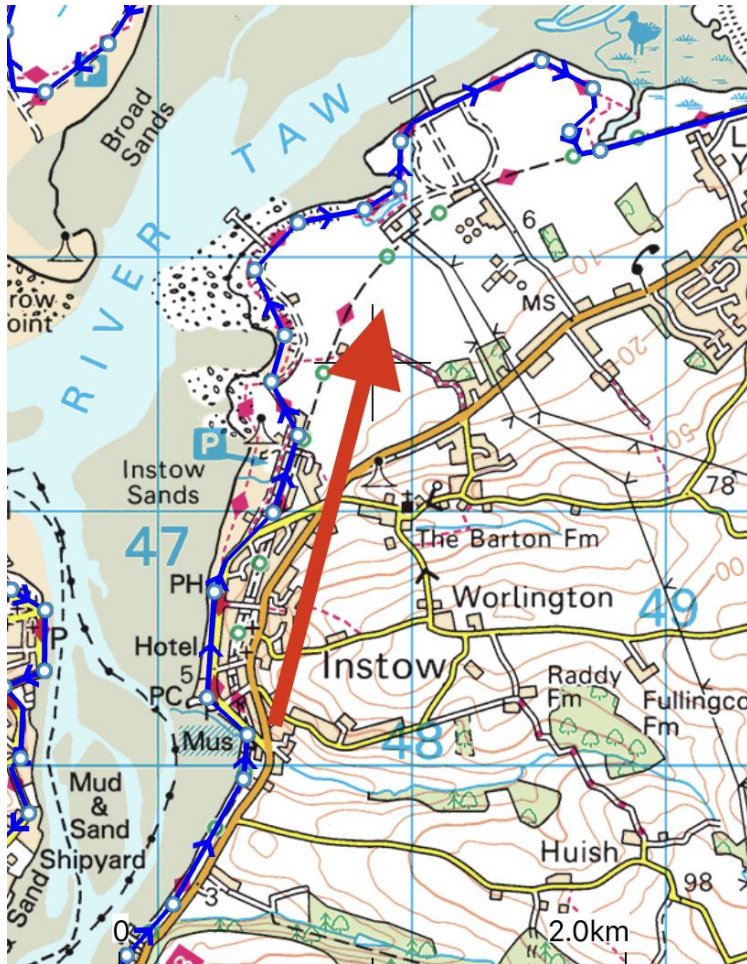 P
Broad
Sands
RIVER TAW
6
10
MS
20
row
oint
P
50
Instow
Sands
78
47
The Barton Fm
00
PH
Worlington
49
P
Hotel
5
Instow
Raddy
Fm
PC
Fullingco
Fm
Mus
48
Mud
&
Sand
Shipyard
Huish
Sand
3
98
0
2.0km